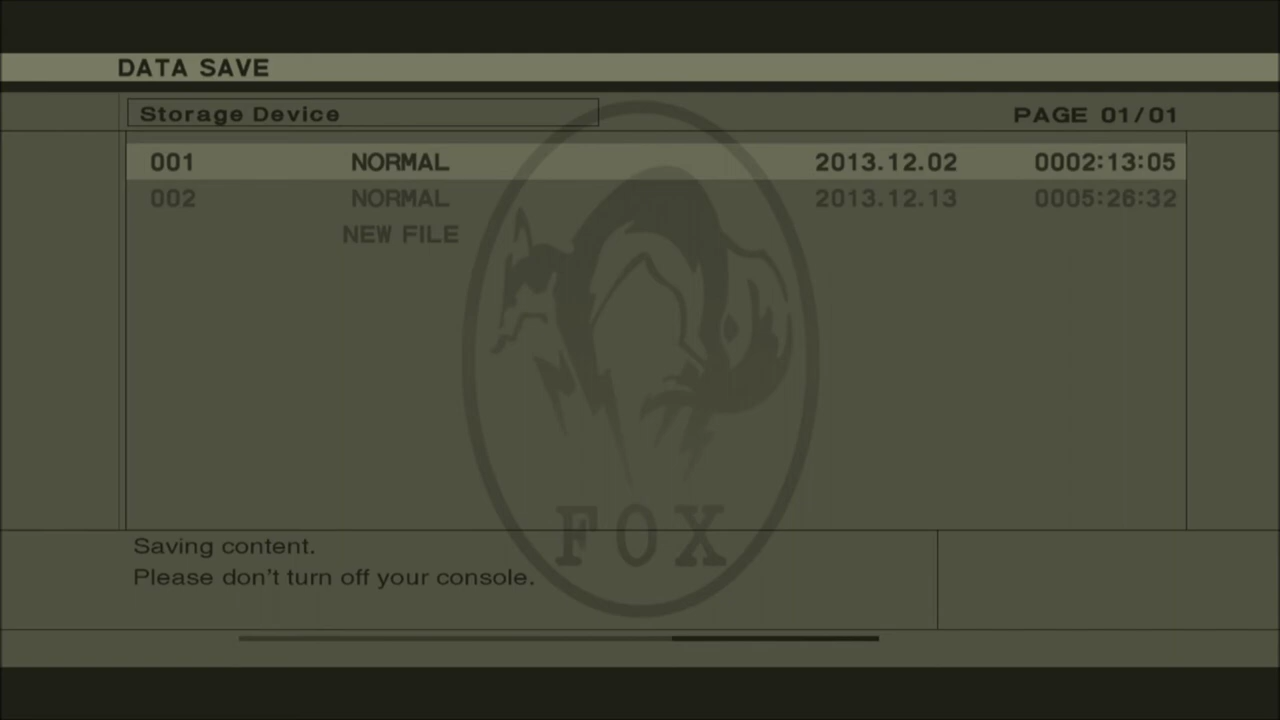 DATA SAVE
Storage Device PAGE 01/01
001 NORMAL 2013.12.02 0002:13:05
002 NORMAL 2013.12.13 0005:26:32
NEW FILE
FOX
Saving content.
Please don't turn off your console.